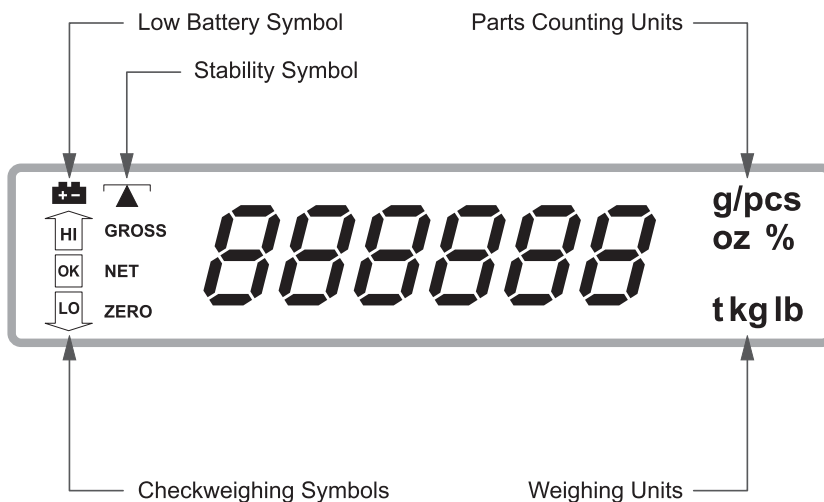 Low Battery Symbol
Parts Counting Units
Stability Symbol
+ -
g/pcs
HI
GROSS
888888
oz %
OK
NET
LO
ZERO
t kg lb
Checkweighing Symbols
Weighing Units